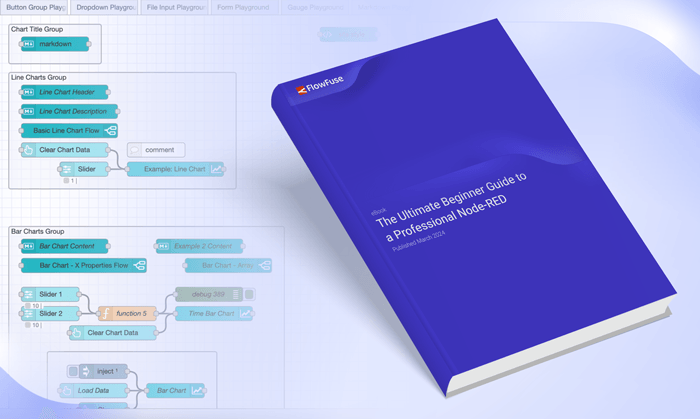 Button Group Play
Dropdown Playgrou
File Input Playgroup
Form Playground
Gauge Playground
Chart Title Group
markdown
Line Charts Group
Line Chart Header
Line Chart Description
Basic Line Chart Flow
Clear Chart Data
comment
Slider
Example: Line Chart
1
Bar Charts Group
Bar Chart Content
Example 2 Content
Bar Chart - X Properties Flow
Bar Chart - Array
Slider 1
debug 389
10
Slider 2
function 5
Time Bar Chart
10
Clear Chart Data
inject
Load Data
Bar Chart
FlowFuse
eBook
The Ultimate Beginner Guide to
a Professional Node-RED
Published March 2024